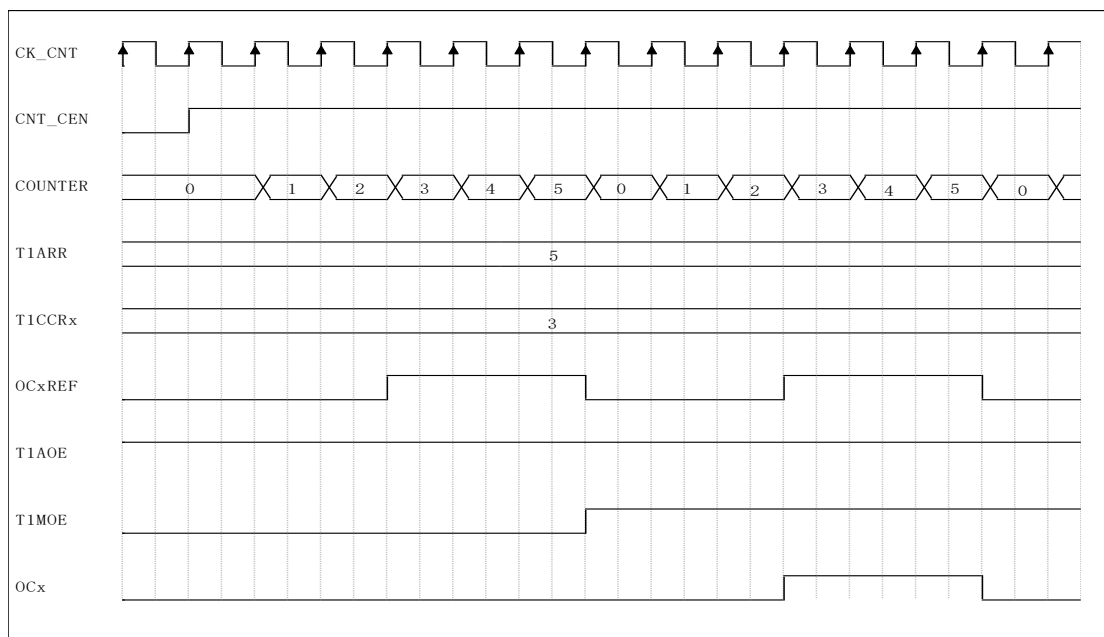 CK_CNT
CNT_CEN
COUNTER 0 1 2 3 4 5 0 1 2 3 4 5 0
T1ARR 5
T1CCRx 3
OCxREF
T1AOE
T1MOE
OCx